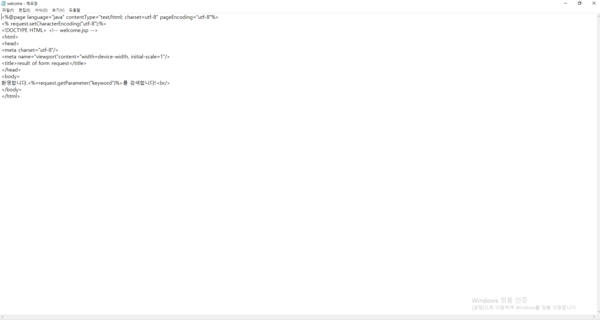 welcome - 메모장
파일(F) 편집(E) 서식(O) 보기(V) 도움말
<%@page language="java" contentType="text/html; charset=utf-8" pageEncoding="utf-8"%>
<% request.setCharacterEncoding("utf-8");%>
<!DOCTYPE HTML> <!-- welcome.jsp -->
<html>
<head>
<meta charset="utf-8"/>
<meta name="viewport"content="width=device-width, initial-scale=1"/>
<title>result of form request</title>
</head>
<body>
환영합니다.<%=request.getParameter("keyword")%>를 검색합니다!<br/>
</body>
</html>
Windows 정품 인증
[설정]으로 이동하여 Windows를 정품 인증합니다.